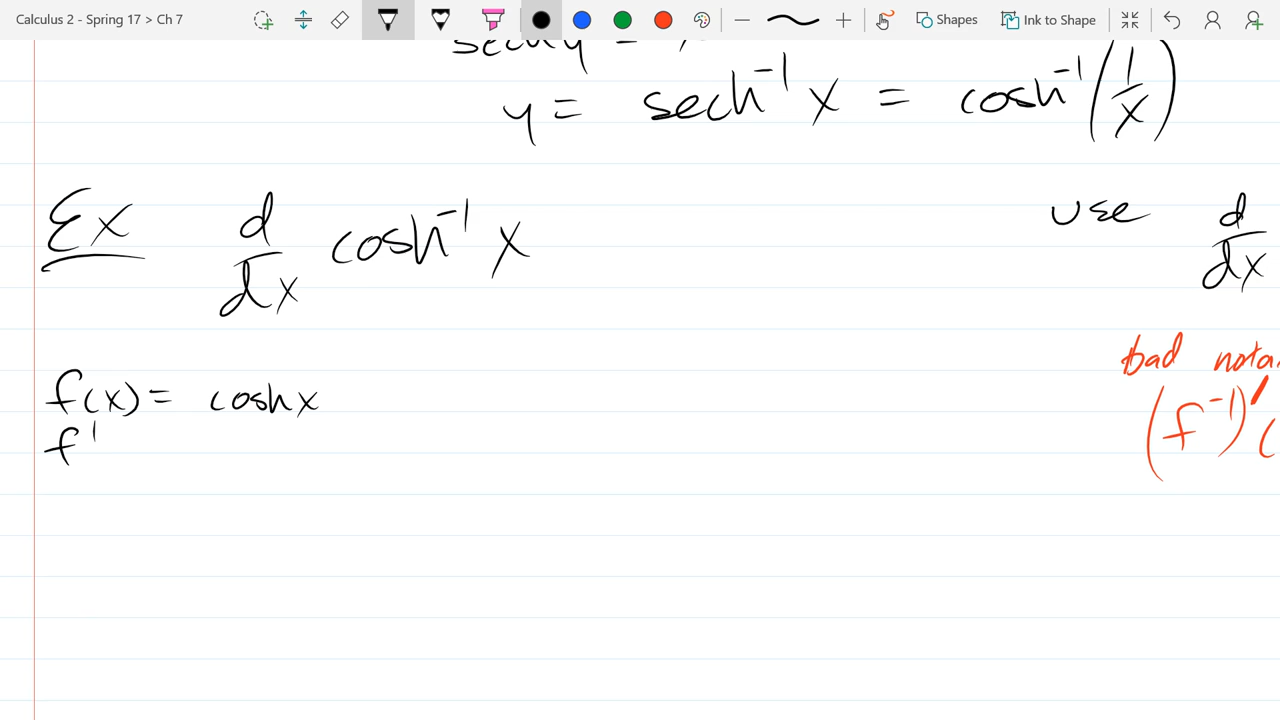 Calculus 2 - Spring 17 > Ch 7
Shapes
Ink to Shape
sech y =
y = sech⁻¹ x = cosh⁻¹(1/x)
Ex d/dx cosh⁻¹ x
use d/dx
bad
f(x) = cosh x
(f⁻¹)'(
f'